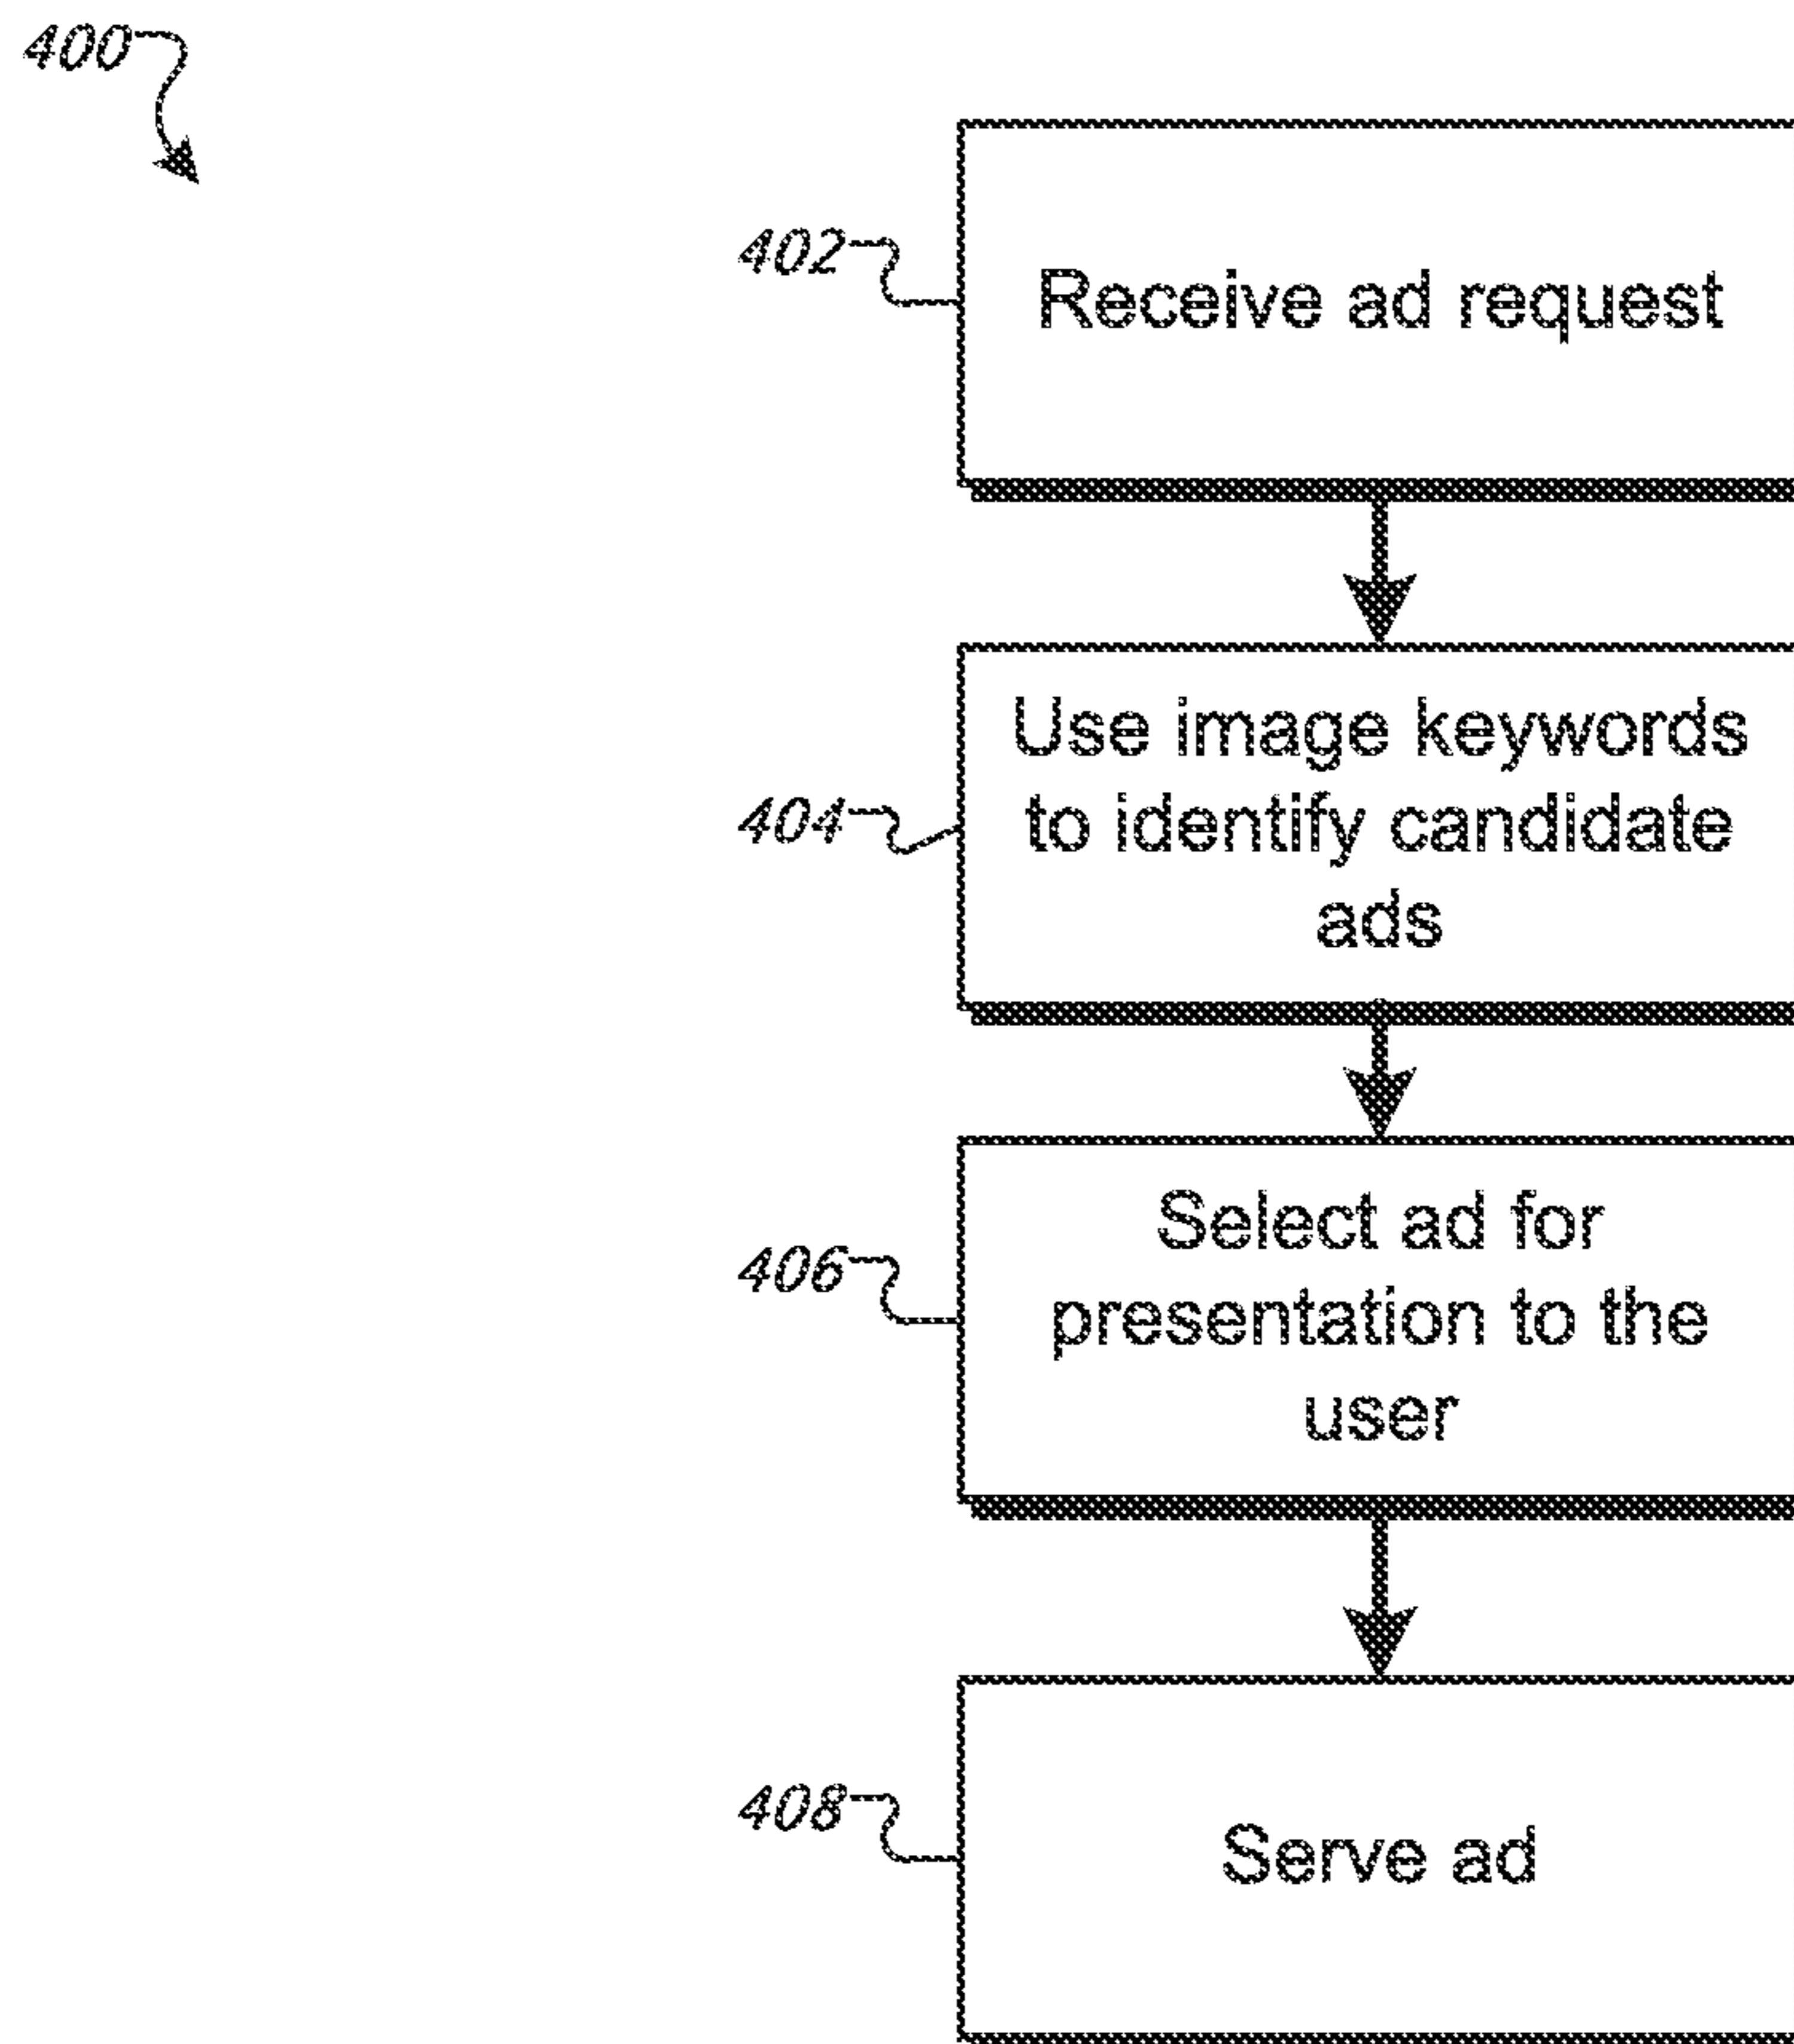 400
402
Receive ad request
Use image keywords
404
to identify candidate
ads
Select ad for
406
presentation to the
user
408
Serve ad